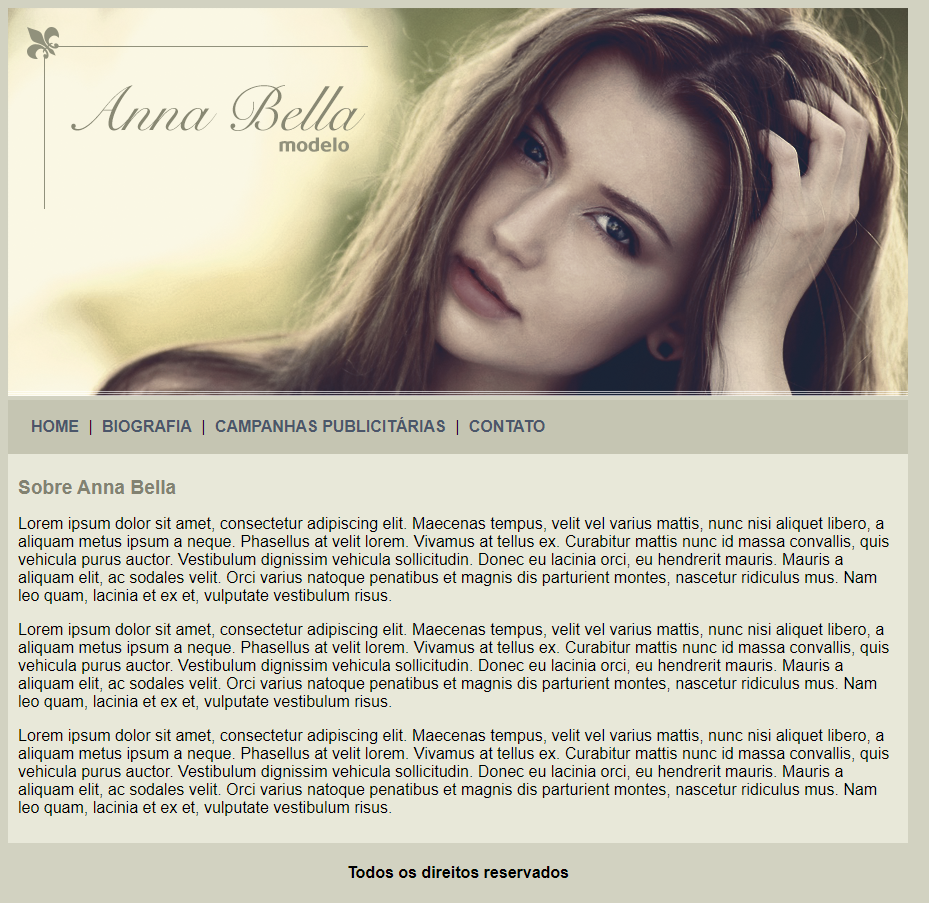 Anna Bella
modelo
HOME | BIOGRAFIA | CAMPANHAS PUBLICITÁRIAS | CONTATO
Sobre Anna Bella
Lorem ipsum dolor sit amet, consectetur adipiscing elit. Maecenas tempus, velit vel varius mattis, nunc nisi aliquet libero, a
aliquam metus ipsum a neque. Phasellus at velit lorem. Vivamus at tellus ex. Curabitur mattis nunc id massa convallis, quis
vehicula purus auctor. Vestibulum dignissim vehicula sollicitudin. Donec eu lacinia orci, eu hendrerit mauris. Mauris a
aliquam elit, ac sodales velit. Orci varius natoque penatibus et magnis dis parturient montes, nascetur ridiculus mus. Nam
leo quam, lacinia et ex et, vulputate vestibulum risus.
Lorem ipsum dolor sit amet, consectetur adipiscing elit. Maecenas tempus, velit vel varius mattis, nunc nisi aliquet libero, a
aliquam metus ipsum a neque. Phasellus at velit lorem. Vivamus at tellus ex. Curabitur mattis nunc id massa convallis, quis
vehicula purus auctor. Vestibulum dignissim vehicula sollicitudin. Donec eu lacinia orci, eu hendrerit mauris. Mauris a
aliquam elit, ac sodales velit. Orci varius natoque penatibus et magnis dis parturient montes, nascetur ridiculus mus. Nam
leo quam, lacinia et ex et, vulputate vestibulum risus.
Lorem ipsum dolor sit amet, consectetur adipiscing elit. Maecenas tempus, velit vel varius mattis, nunc nisi aliquet libero, a
aliquam metus ipsum a neque. Phasellus at velit lorem. Vivamus at tellus ex. Curabitur mattis nunc id massa convallis, quis
vehicula purus auctor. Vestibulum dignissim vehicula sollicitudin. Donec eu lacinia orci, eu hendrerit mauris. Mauris a
aliquam elit, ac sodales velit. Orci varius natoque penatibus et magnis dis parturient montes, nascetur ridiculus mus. Nam
leo quam, lacinia et ex et, vulputate vestibulum risus.
Todos os direitos reservados